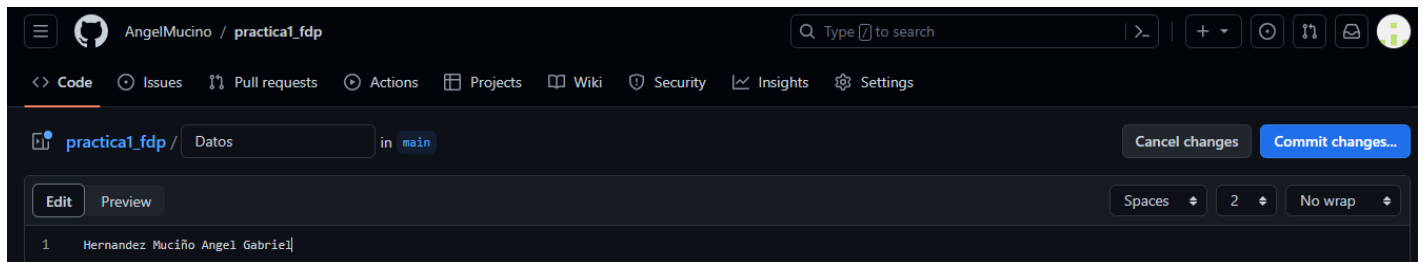 AngelMucino / practica1_fdp
Type / to search
<> Code Issues Pull requests Actions Projects Wiki Security Insights Settings
practica1_fdp / Datos in main
Cancel changes Commit changes...
Edit Preview
Spaces 2 No wrap
1 Hernandez Muciño Angel Gabriel